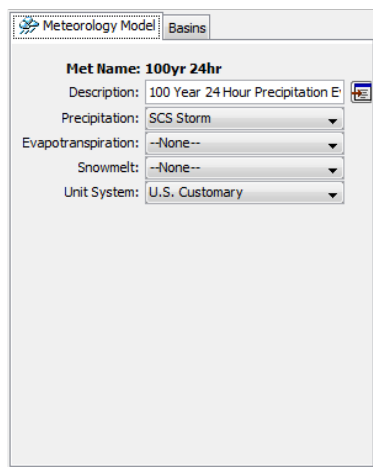 Meteorology Model Basins
Met Name: 100yr 24hr
Description: 100 Year 24 Hour Precipitation E
Precipitation: SCS Storm
Evapotranspiration: --None--
Snowmelt: --None--
Unit System: U.S. Customary